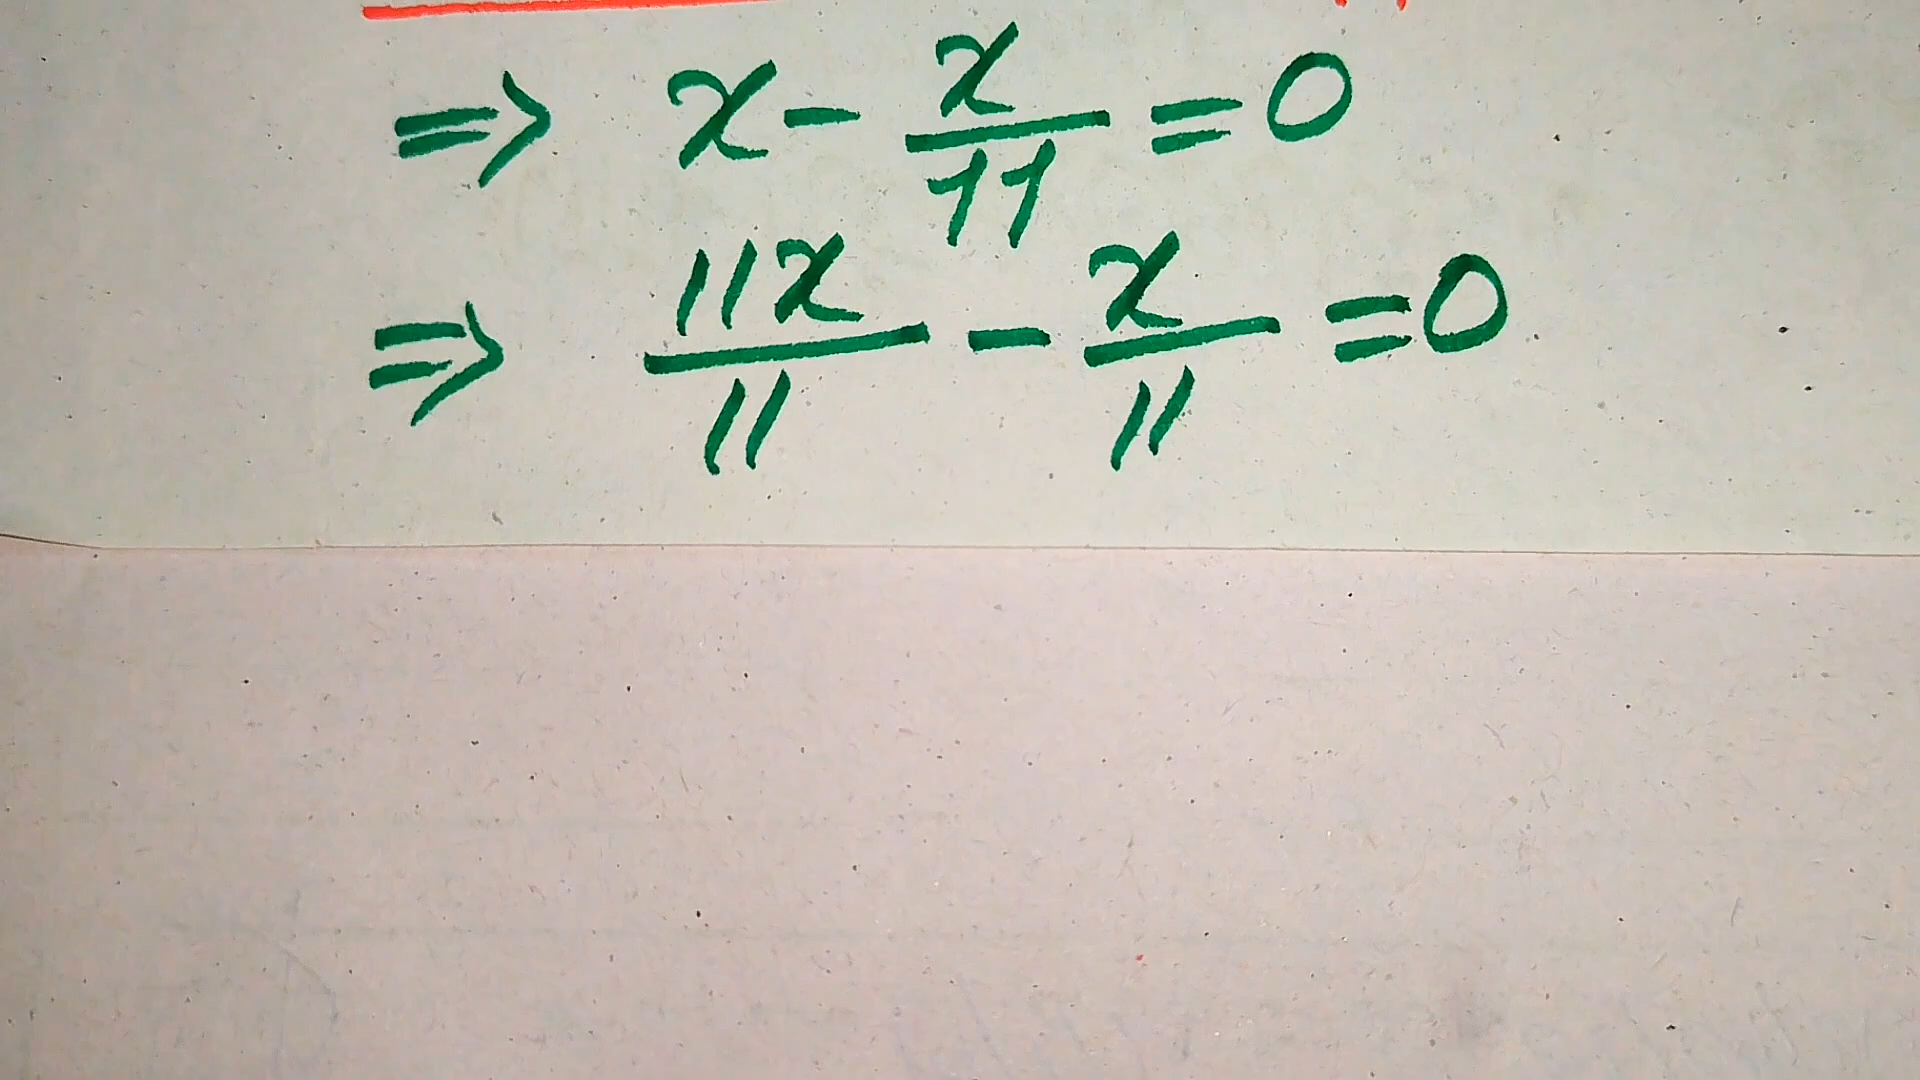 ⇒ x - x/11 = 0
⇒ 11x/11 - x/11 = 0